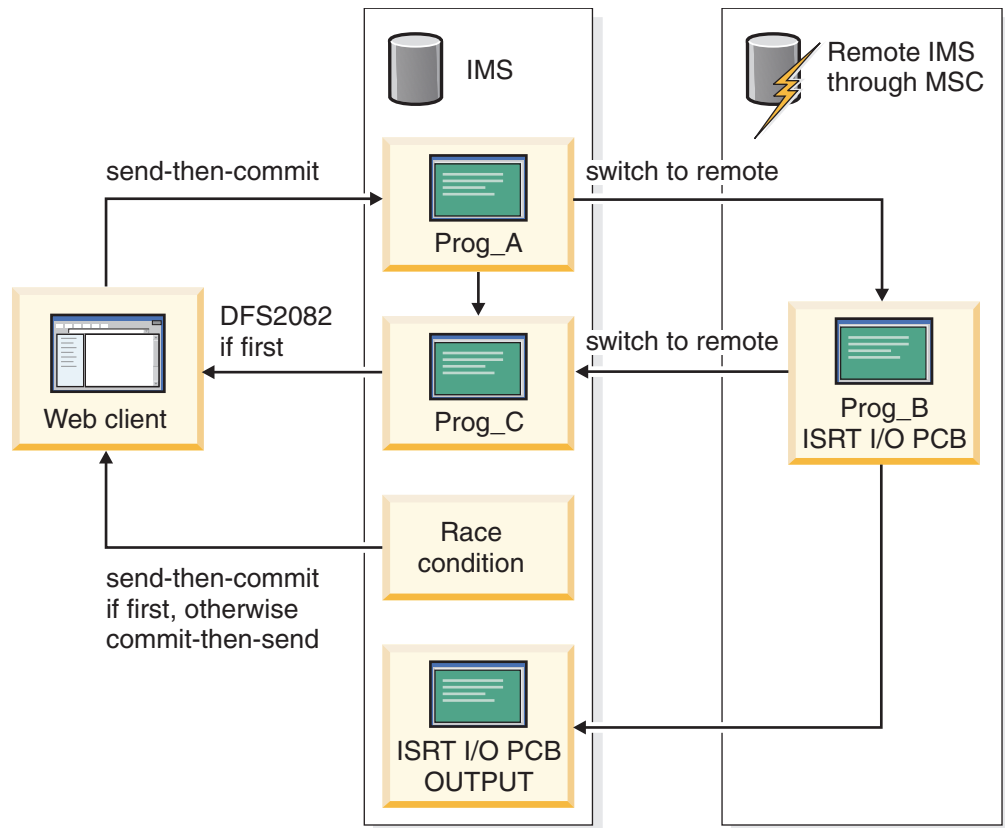 IMS
Remote IMS
through MSC
send-then-commit
switch to remote
Prog_A
DFS2082
if first
switch to remote
Web client
Prog_C
Prog_B
ISRT I/O PCB
Race
condition
send-then-commit
if first, otherwise
commit-then-send
ISRT I/O PCB
OUTPUT